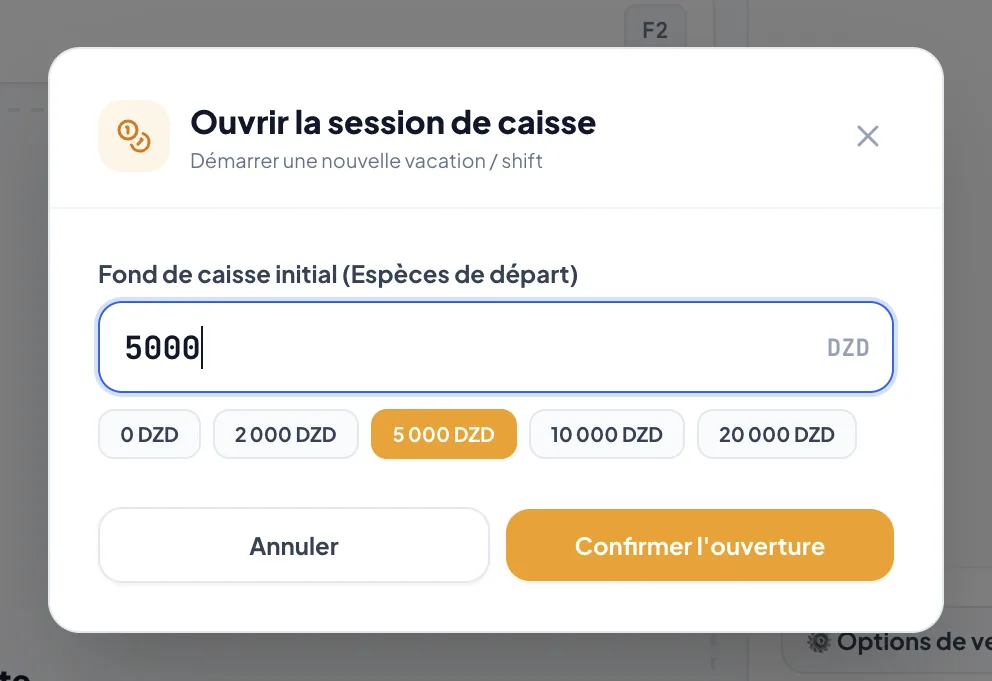 F2
Ouvrir la session de caisse
Démarrer une nouvelle vacation / shift
Fond de caisse initial (Espèces de départ)
5000 DZD
0 DZD 2 000 DZD 5 000 DZD 10 000 DZD 20 000 DZD
Annuler Confirmer l'ouverture
Options de